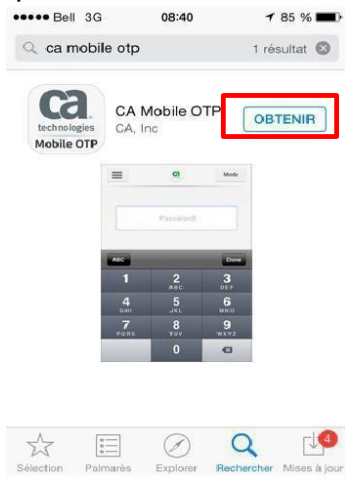 Bell 3G 08:40 85 %
ca mobile otp 1 résultat
ca
technologies
Mobile OTP
CA Mobile OTP
CA, Inc
OBTENIR
ca Mode
Password
ABC Done
1 2 3
ABC DEF
4 5 6
GHI JKL MNO
7 8 9
PQRS TUV WXYZ
0
4
Sélection Palmarès Explorer Rechercher Mises à jour